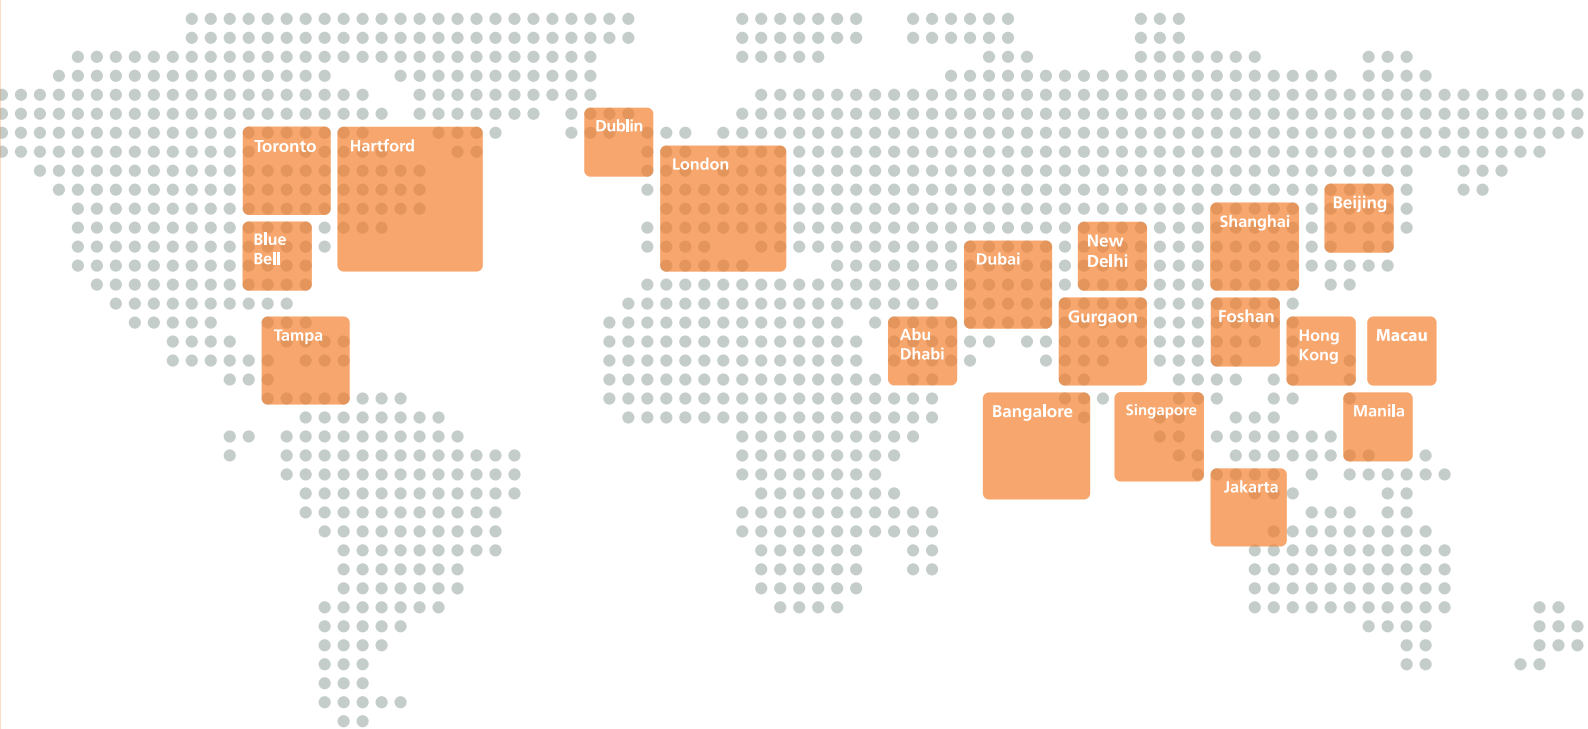 Dublin
Toronto
Hartford
London
Beijing
Shanghai
Blue
Bell
New
Delhi
Dubai
Gurgaon
Foshan
Tampa
Abu
Dhabi
Hong
Kong
Macau
Bangalore
Singapore
Manila
Jakarta